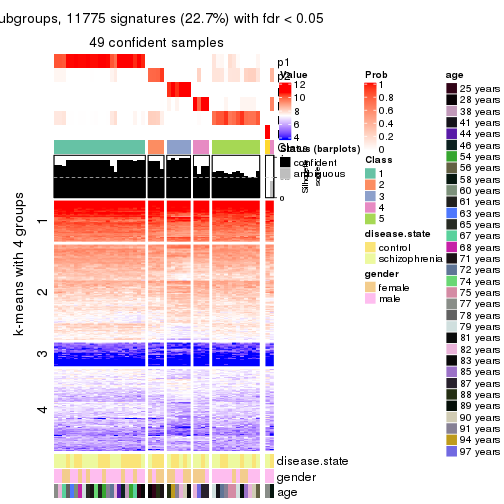 ubgroups, 11775 signatures (22.7%) with fdr < 0.05
49 confident samples
p1
Value
12
10
8
6
4
Status (barplots)
confident
ambiguous
Silhouette
score
0
k-means with 4 groups
1
2
3
4
disease.state
gender
age
Prob
1
0.8
0.6
0.4
0.2
0
Class
1
2
3
4
5
disease.state
control
schizophrenia
gender
female
male
age
25 years
28 years
38 years
41 years
44 years
46 years
54 years
56 years
58 years
60 years
61 years
63 years
65 years
67 years
68 years
71 years
72 years
74 years
75 years
77 years
78 years
79 years
81 years
82 years
83 years
85 years
87 years
88 years
89 years
90 years
91 years
94 years
97 years